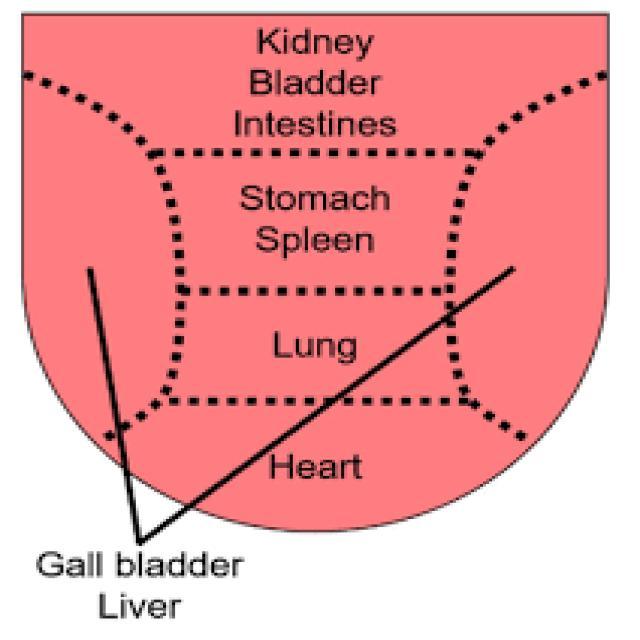 Kidney
Bladder
Intestines
Stomach
Spleen
Lung
Heart
Gall bladder
Liver